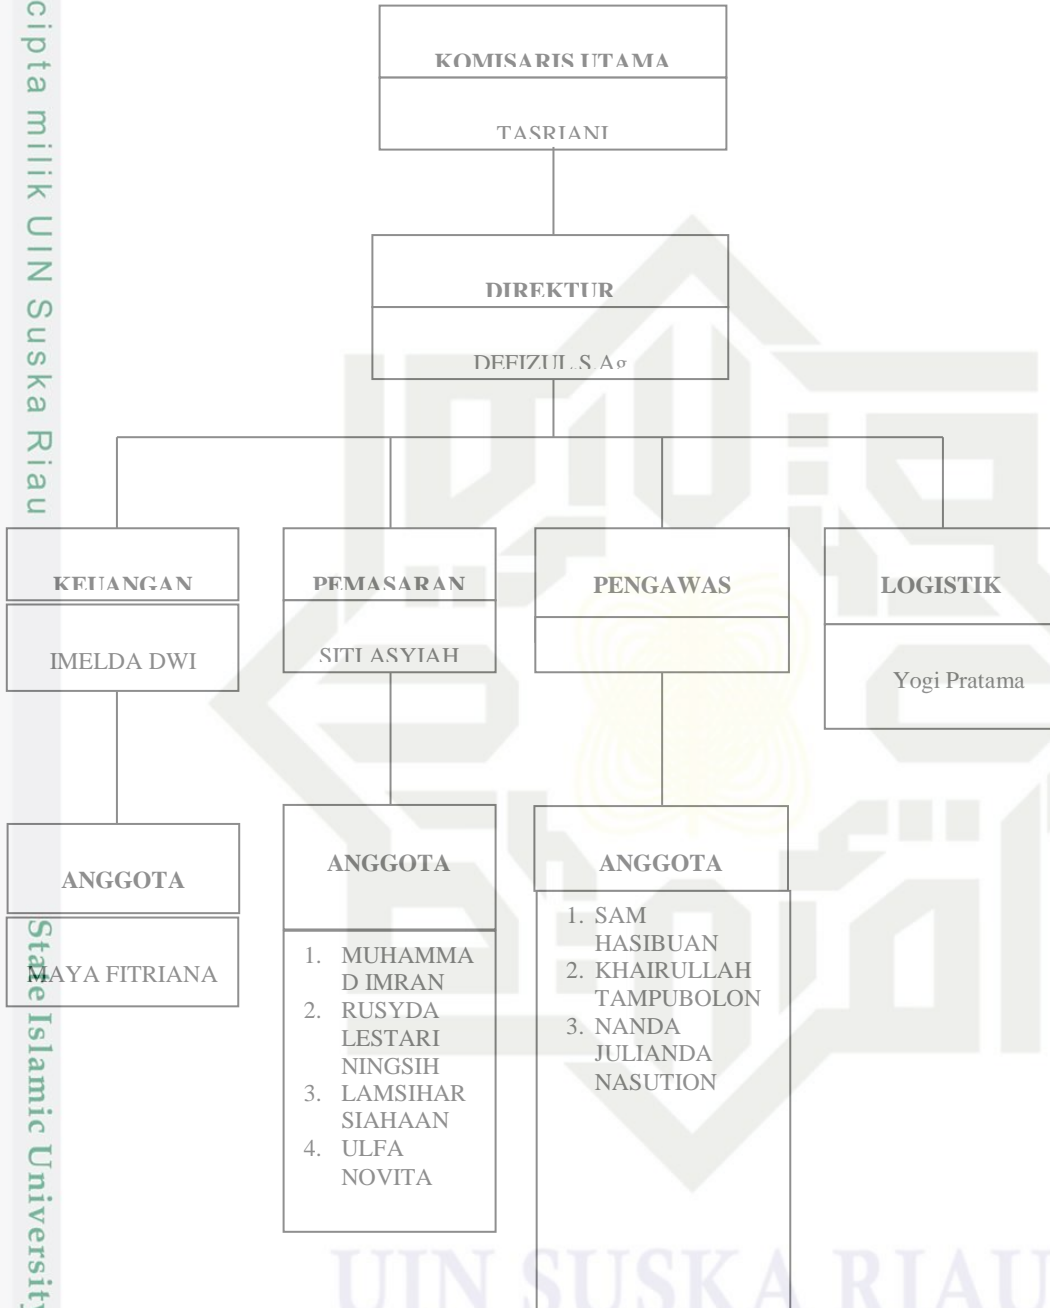 KOMISARIS UTAMA
TASRIANI
DIREKTUR
DEFIZUL.S.Ag
KEUANGAN
IMELDA DWI
PEMASARAN
SITI ASYIAH
PENGAWAS
LOGISTIK
Yogi Pratama
ANGGOTA
MAYA FITRIANA
ANGGOTA
1. MUHAMMA
D IMRAN
2. RUSYDA
LESTARI
NINGSIH
3. LAMSIHAR
SIAHAAN
4. ULFA
NOVITA
ANGGOTA
1. SAM
HASIBUAN
2. KHAIRULLAH
TAMPUBOLON
3. NANDA
JULIANDA
NASUTION
cipta milik UIN Suska Riau
State Islamic University
UIN SUSKA RIAU